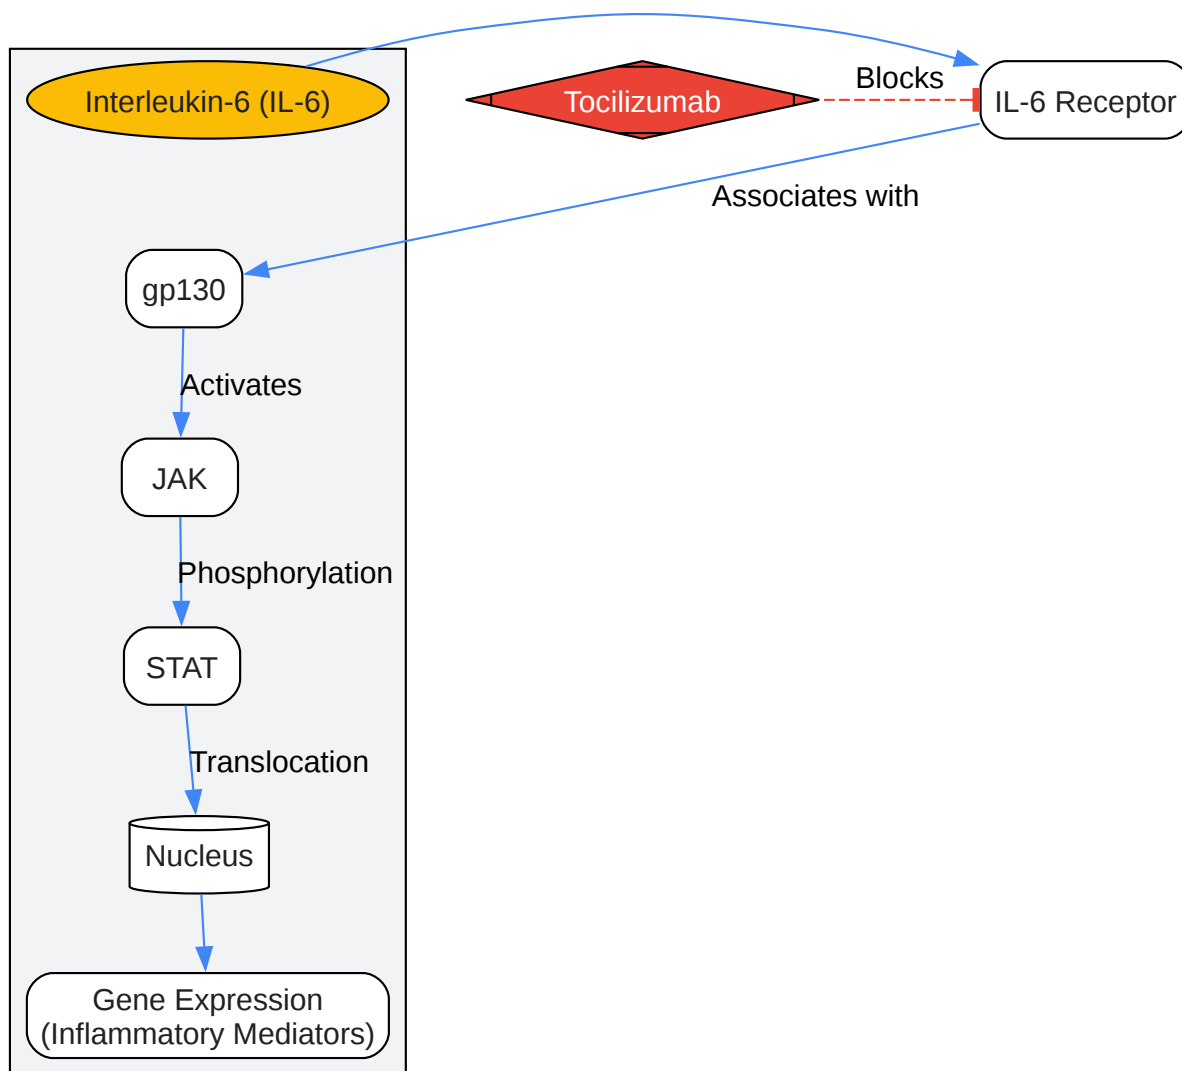 Interleukin-6 (IL-6)
Tocilizumab
Blocks
IL-6 Receptor
Associates with
gp130
Activates
JAK
Phosphorylation
STAT
Translocation
Nucleus
Gene Expression
(Inflammatory Mediators)